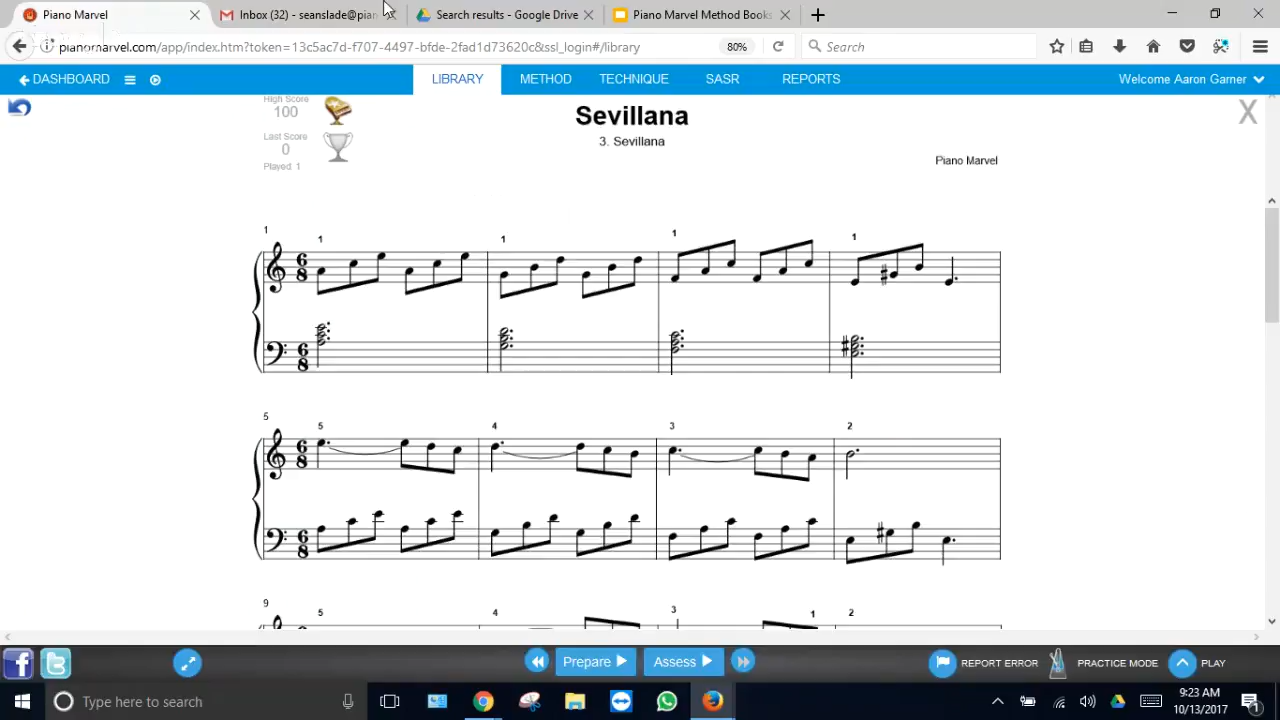 Piano Marvel
Inbox (32) - seanslade@pian
Search results - Google Drive
Piano Marvel Method Books
pianomarvel.com/app/index.htm?token=13c5ac7d-f707-4497-bfde-2fad1d73620c&ssl_login#/library
80%
Search
DASHBOARD
LIBRARY
METHOD
TECHNIQUE
SASR
REPORTS
Welcome Aaron Garner
High Score
100
Last Score
0
Played: 1
Sevillana
3. Sevillana
Piano Marvel
1
1 1 1 1
6 8
6 8
5
5 4 3 2
6 8
6 8
9
5 4 3 1 2
Prepare
Assess
REPORT ERROR
PRACTICE MODE
PLAY
Type here to search
9:23 AM
10/13/2017
1